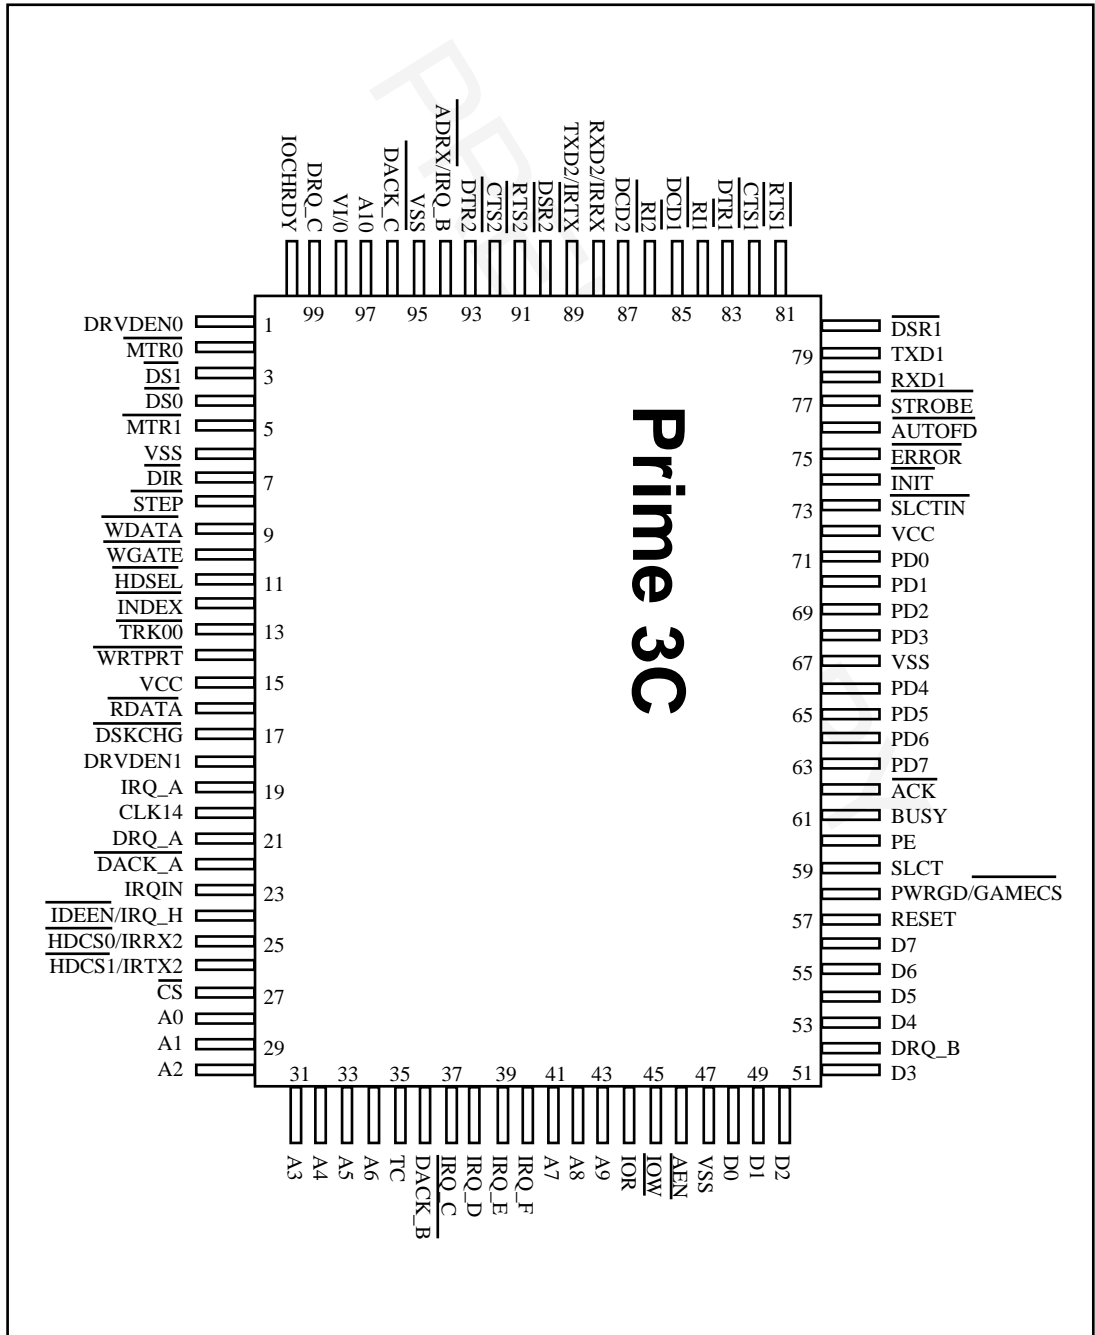 IOCHRDY
DRQ_C
VI/0
A10
DACK_C
VSS
ADRX/IRQ_B
DTR2
CTS2
RTS2
DSR2
TXD2/IRTX
RXD2/IRRX
DCD2
RI2
DCD1
RI1
DTR1
CTS1
RTS1
99 97 95 93 91 89 87 85 83 81
DRVDEN0 1
MTR0
DS1 3
DS0
MTR1 5
VSS
DIR 7
STEP
WDATA 9
WGATE
HDSEL 11
INDEX
TRK00 13
WRTPRT
VCC 15
RDATA
DSKCHG 17
DRVDEN1
IRQ_A 19
CLK14
DRQ_A 21
DACK_A
IRQIN 23
IDEEN/IRQ_H
HDCS0/IRRX2 25
HDCS1/IRTX2
CS 27
A0
A1 29
A2
Prime 3C
DSR1
79 TXD1
RXD1
77 STROBE
AUTOFD
75 ERROR
INIT
73 SLCTIN
VCC
71 PD0
PD1
69 PD2
PD3
67 VSS
PD4
65 PD5
PD6
63 PD7
ACK
61 BUSY
PE
59 SLCT
PWRGD/GAMECS
57 RESET
D7
55 D6
D5
53 D4
DRQ_B
51 D3
31 33 35 37 39 41 43 45 47 49
A3
A4
A5
A6
TC
DACK_B
IRQ_C
IRQ_D
IRQ_E
IRQ_F
A7
A8
A9
IOR
IOW
AEN
VSS
D0
D1
D2